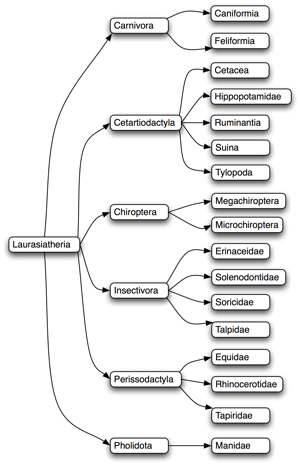 Laurasiatheria
Carnivora
Caniformia
Feliformia
Cetartiodactyla
Cetacea
Hippopotamidae
Ruminantia
Suina
Tylopoda
Chiroptera
Megachiroptera
Microchiroptera
Insectivora
Erinaceidae
Solenodontidae
Soricidae
Talpidae
Perissodactyla
Equidae
Rhinocerotidae
Tapiridae
Pholidota
Manidae